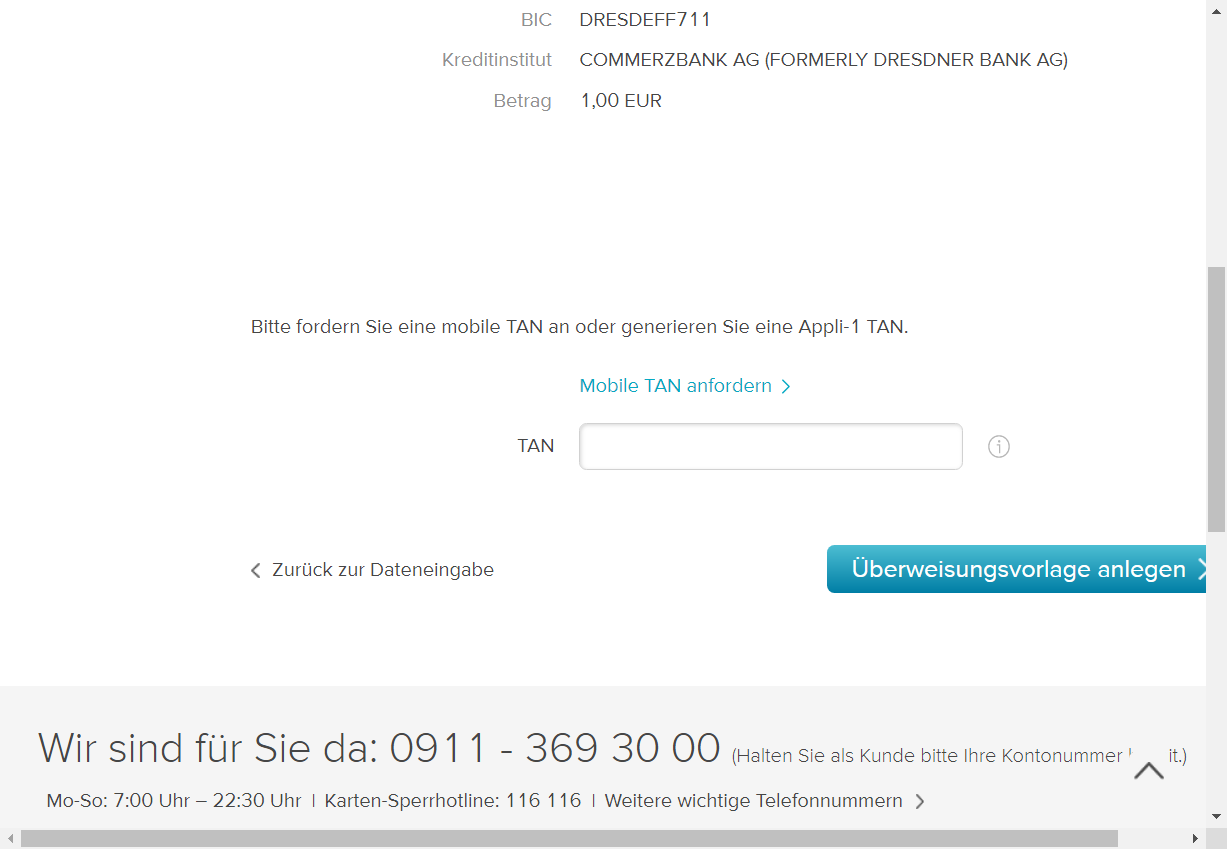 BIC DRESDEFF711
Kreditinstitut COMMERZBANK AG (FORMERLY DRESDNER BANK AG)
Betrag 1,00 EUR
Bitte fordern Sie eine mobile TAN an oder generieren Sie eine Appli-1 TAN.
Mobile TAN anfordern
TAN
Zurück zur Dateneingabe
Überweisungsvorlage anlegen
Wir sind für Sie da: 0911 - 369 30 00 (Halten Sie als Kunde bitte Ihre Kontonummer it.)
Mo-So: 7:00 Uhr – 22:30 Uhr | Karten-Sperrhotline: 116 116 | Weitere wichtige Telefonnummern